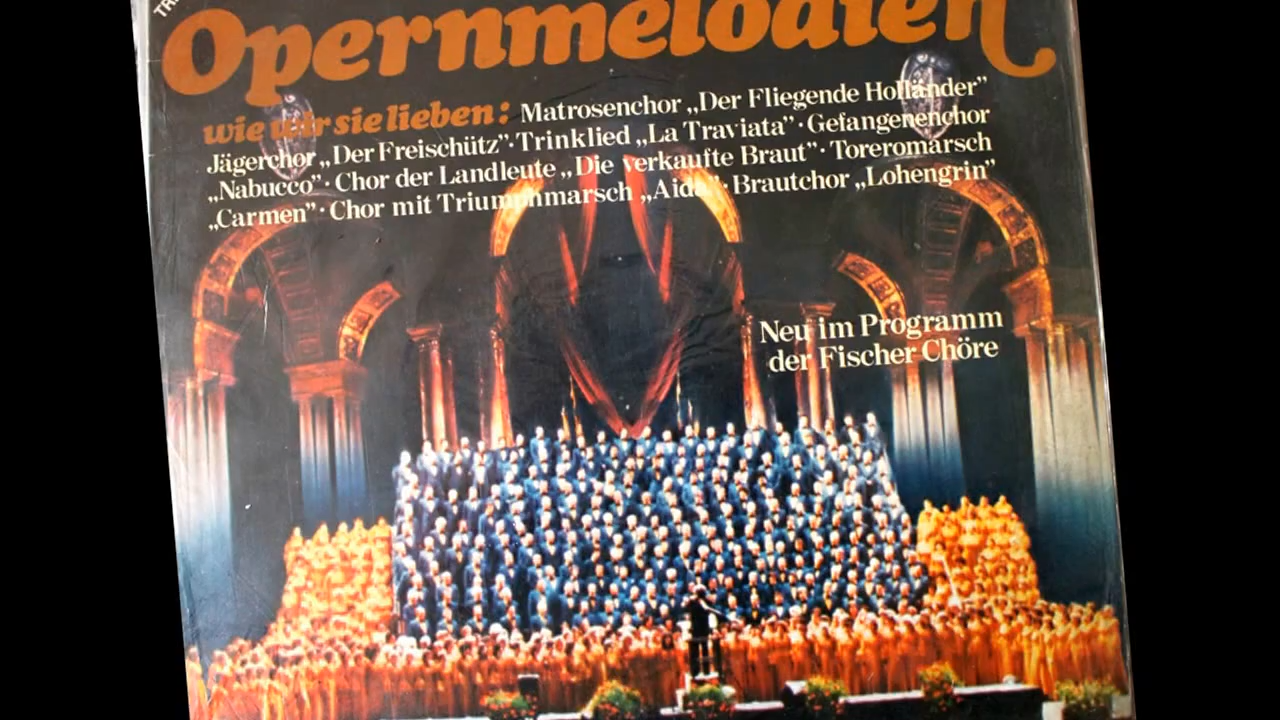 Opernmelodien
wie wir sie lieben: Matrosenchor „Der Fliegende Holländer”
Jägerchor „Der Freischütz”·Trinklied „La Traviata”·Gefangenenchor
„Nabucco”·Chor der Landleute „Die verkaufte Braut”·Toreromarsch
„Carmen”·Chor mit Triumphmarsch „Aida”·Brautchor „Lohengrin”
Neu im Programm
der Fischer Chöre